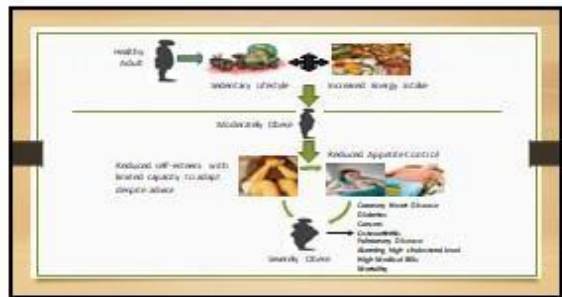 Healthy
Adult
Sedentary Lifestyle
Increased Energy Intake
Moderately Obese
Reduced self-esteem with
limited capacity to adapt
despite advice
Reduced Appetite Control
Coronary Heart Disease
Diabetes
Cancers
Osteoarthritis
Pulmonary Disease
Alarming high cholesterol level
High Medical Bills
Mortality
Severely Obese